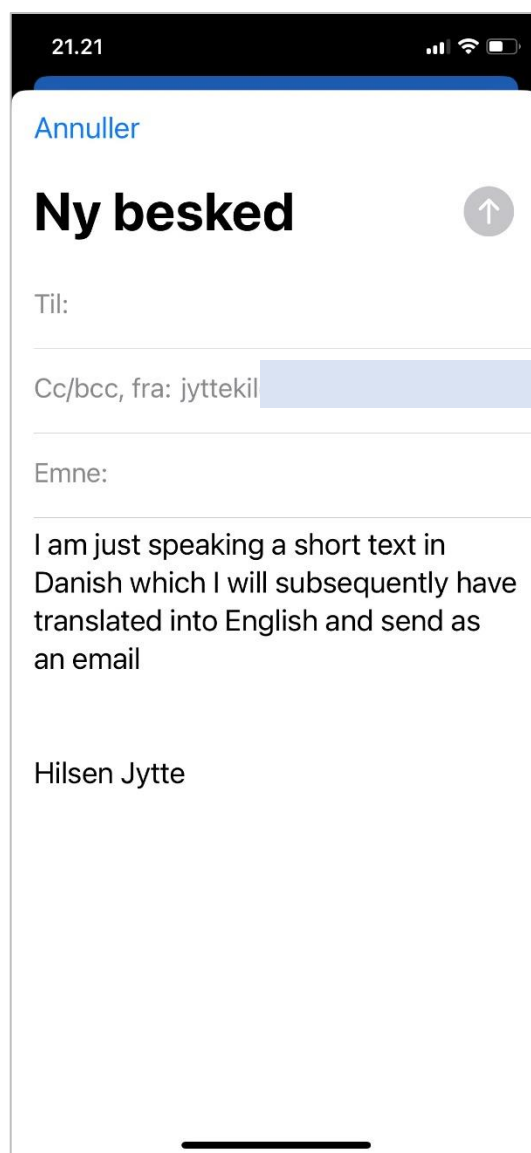 21.21
Annuller
Ny besked
Til:
Cc/bcc, fra: jyttekil
Emne:
I am just speaking a short text in
Danish which I will subsequently have
translated into English and send as
an email
Hilsen Jytte